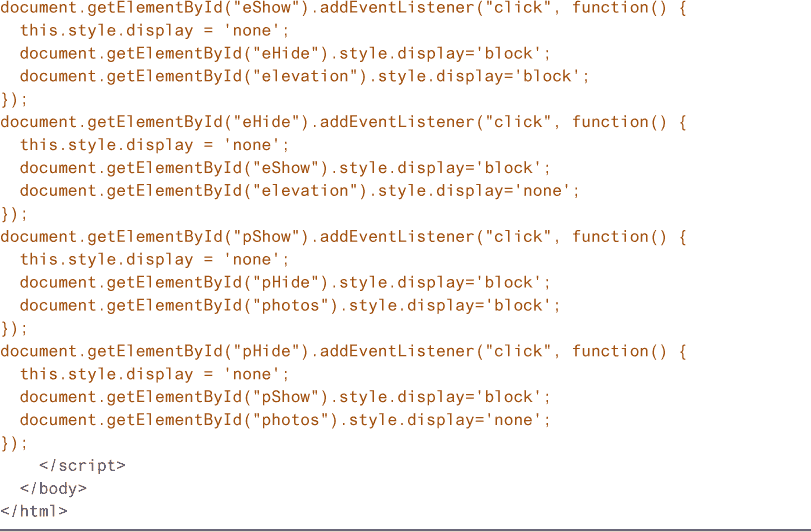 document.getElementById("eShow").addEventListener("click", function() {
  this.style.display = 'none';
  document.getElementById("eHide").style.display='block';
  document.getElementById("elevation").style.display='block';
});
document.getElementById("eHide").addEventListener("click", function() {
  this.style.display = 'none';
  document.getElementById("eShow").style.display='block';
  document.getElementById("elevation").style.display='none';
});
document.getElementById("pShow").addEventListener("click", function() {
  this.style.display = 'none';
  document.getElementById("pHide").style.display='block';
  document.getElementById("photos").style.display='block';
});
document.getElementById("pHide").addEventListener("click", function() {
  this.style.display = 'none';
  document.getElementById("pShow").style.display='block';
  document.getElementById("photos").style.display='none';
});
    </script>
  </body>
</html>